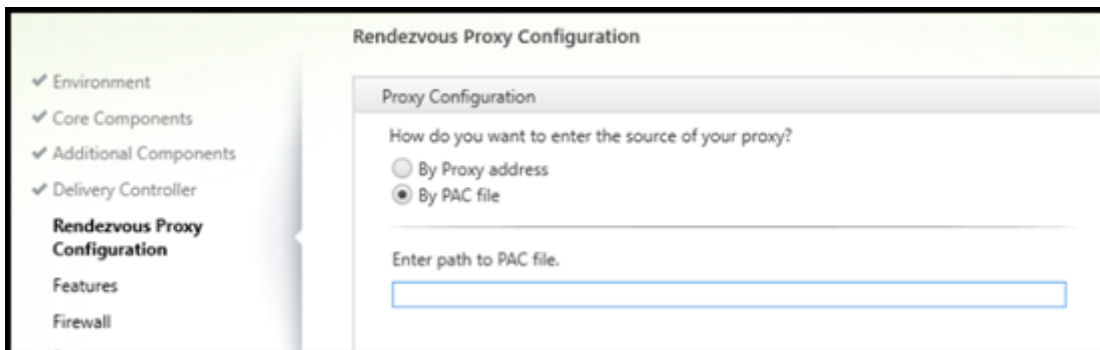 Rendezvous Proxy Configuration
Environment
Core Components
Additional Components
Delivery Controller
Rendezvous Proxy
Configuration
Features
Firewall
Proxy Configuration
How do you want to enter the source of your proxy?
By Proxy address
By PAC file
Enter path to PAC file.